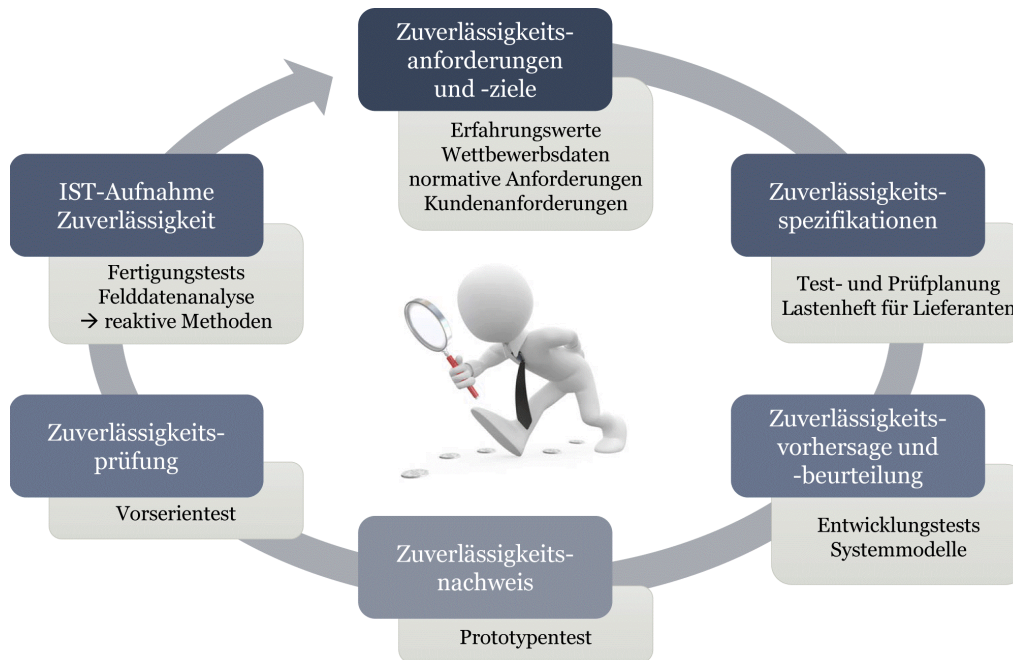 Zuverlässigkeits-
anforderungen
und -ziele
Erfahrungswerte
Wettbewerbsdaten
normative Anforderungen
Kundenanforderungen
Zuverlässigkeits-
spezifikationen
Test- und Prüfplanung
Lastenheft für Lieferanten
Zuverlässigkeits-
vorhersage und
-beurteilung
Entwicklungstests
Systemmodelle
Zuverlässigkeits-
nachweis
Prototypentest
Zuverlässigkeits-
prüfung
Vorserientest
IST-Aufnahme
Zuverlässigkeit
Fertigungstests
Felddatenanalyse
→ reaktive Methoden